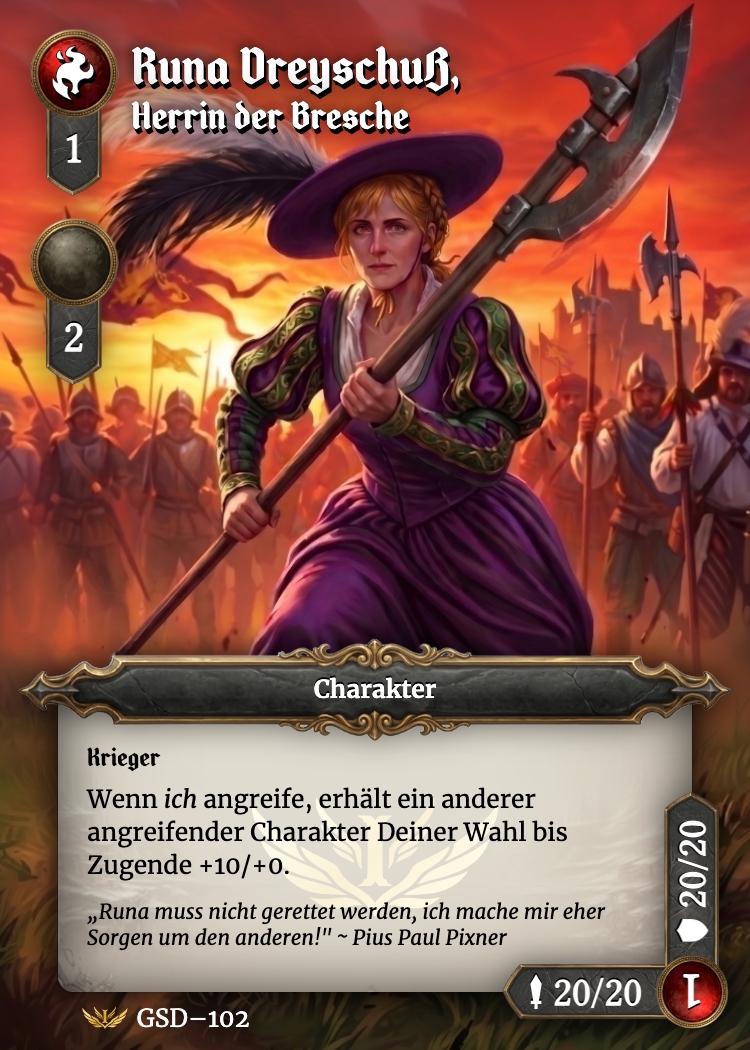 Runa Dreyschuß,
Herrin der Bresche
1
2
Charakter
Krieger
Wenn ich angreife, erhält ein anderer
angreifender Charakter Deiner Wahl bis
Zugende +10/+0.
„Runa muss nicht gerettet werden, ich mache mir eher
Sorgen um den anderen!" ~ Pius Paul Pixner
20/20
20/20
1
GSD–102